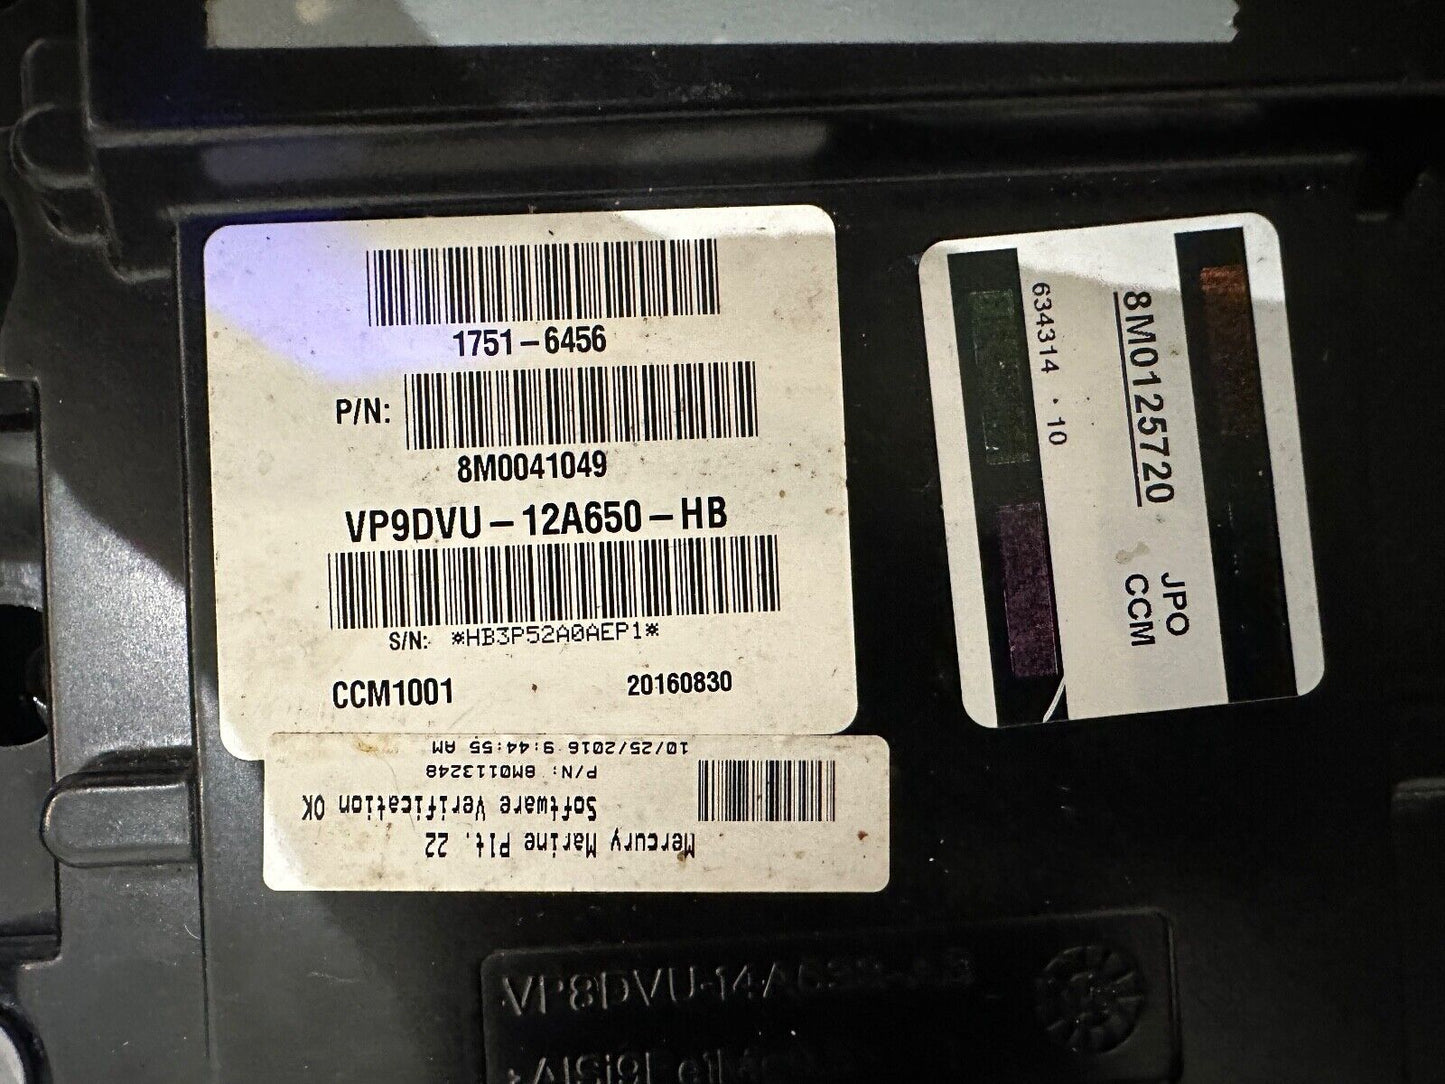 1751-6456
P/N:
8M0041049
VP9DVU-12A650-HB
S/N: *HB3P52A0AEP1*
CCM1001 20160830
Mercury Marine Plt. 22
Software Verification OK
P/N: 8M0113248
10/25/2016 9:44:55 AM
8M0125720
JPO
CCM
634314 · 10